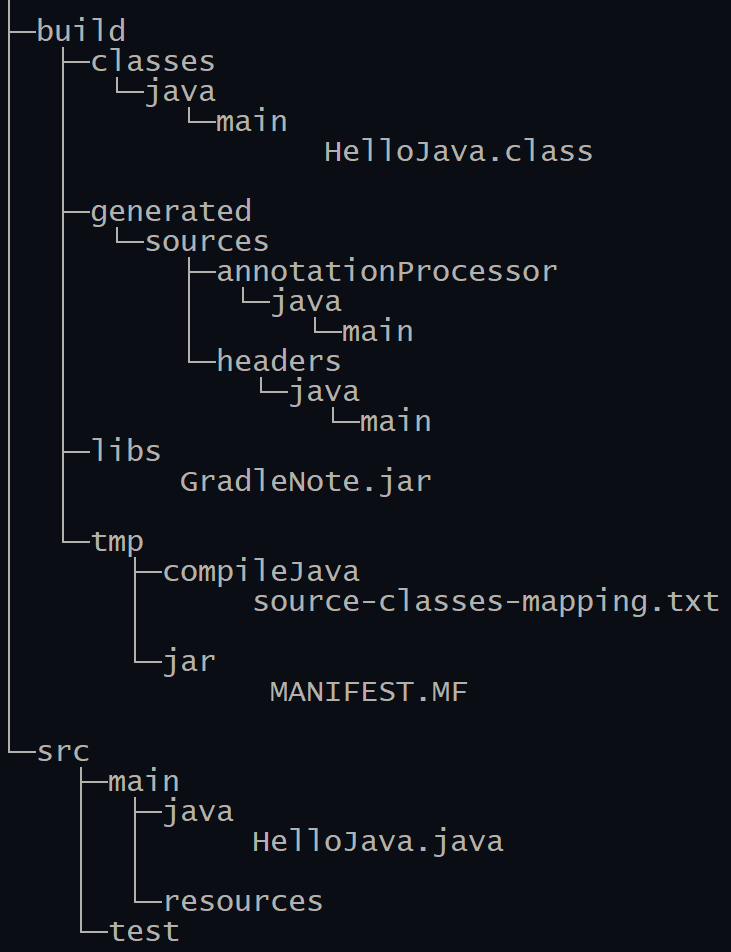 build
classes
java
main
HelloJava.class
generated
sources
annotationProcessor
java
main
headers
java
main
libs
GradleNote.jar
tmp
compileJava
source-classes-mapping.txt
jar
MANIFEST.MF
src
main
java
HelloJava.java
resources
test